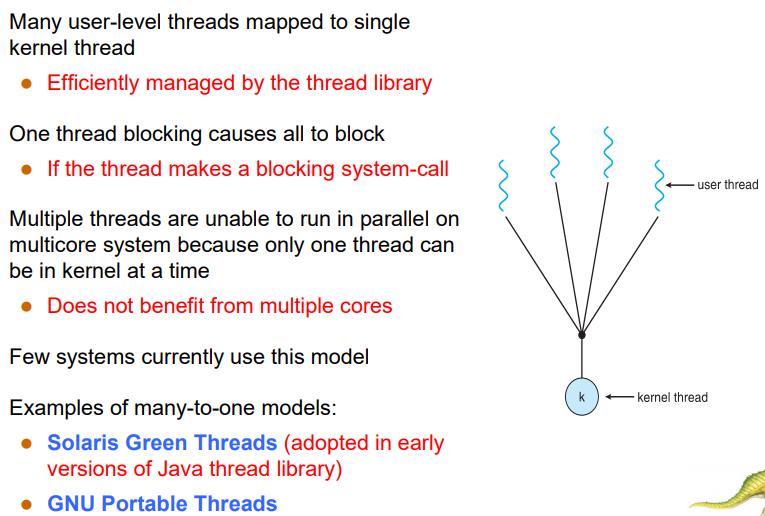 Many user-level threads mapped to single
kernel thread
Efficiently managed by the thread library
One thread blocking causes all to block
If the thread makes a blocking system-call
Multiple threads are unable to run in parallel on
multicore system because only one thread can
be in kernel at a time
Does not benefit from multiple cores
Few systems currently use this model
Examples of many-to-one models:
Solaris Green Threads (adopted in early
versions of Java thread library)
GNU Portable Threads
user thread
k
kernel thread